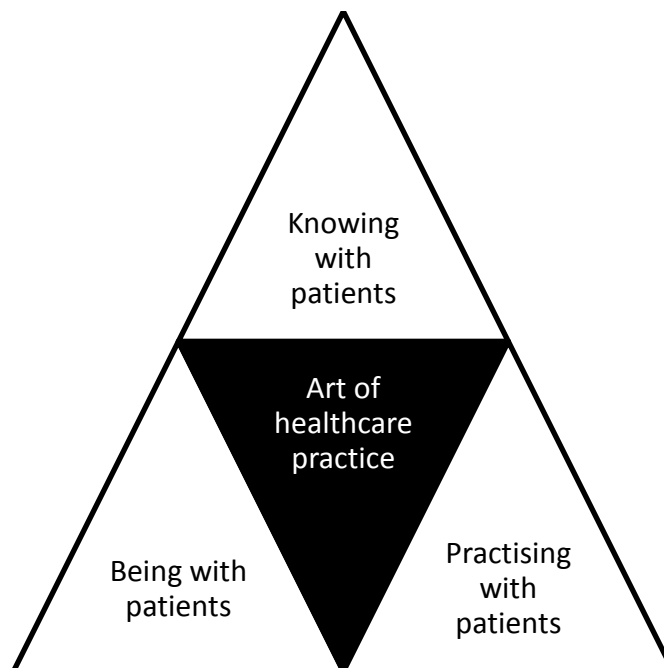 Knowing
with
patients
Art of
healthcare
practice
Being with
patients
Practising
with
patients